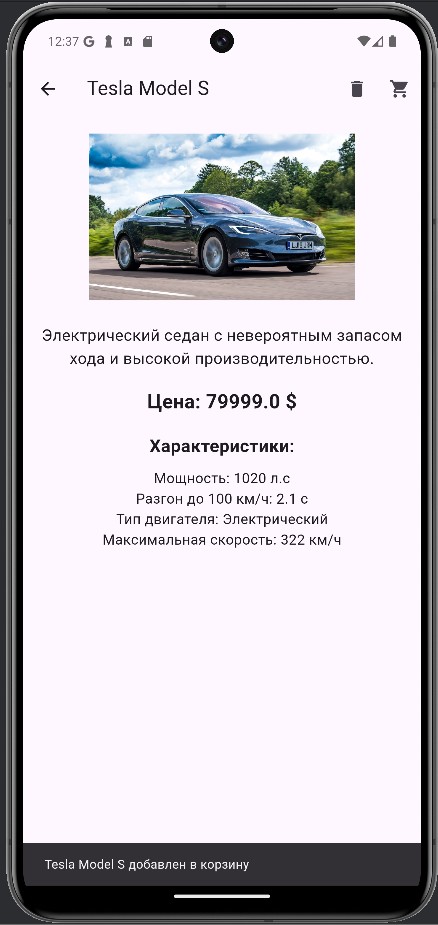 12:37
Tesla Model S
Электрический седан с невероятным запасом
хода и высокой производительностью.
Цена: 79999.0 $
Характеристики:
Мощность: 1020 л.с
Разгон до 100 км/ч: 2.1 с
Тип двигателя: Электрический
Максимальная скорость: 322 км/ч
Tesla Model S добавлен в корзину